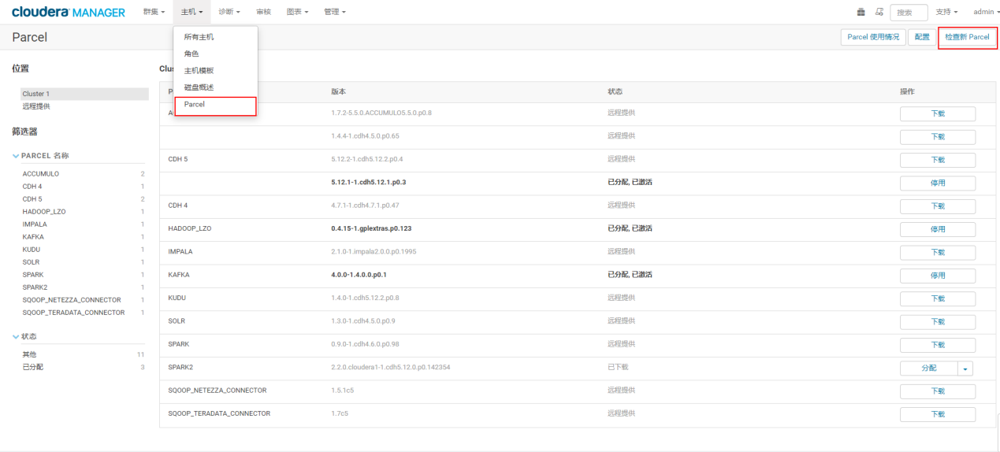 cloudera MANAGER 群集 主机 诊断 审核 图表 管理 搜索 支持 admin
Parcel Parcel 使用情况 配置 检查新 Parcel
所有主机
角色
主机模板
磁盘概述
Parcel
位置
Cluster 1
远程提供
筛选器
PARCEL 名称
ACCUMULO 2
CDH 4 1
CDH 5 2
HADOOP_LZO 1
IMPALA 1
KAFKA 1
KUDU 1
SOLR 1
SPARK 1
SPARK2 1
SQOOP_NETEZZA_CONNECTOR 1
SQOOP_TERADATA_CONNECTOR 1
状态
其他 11
已分配 3
版本 状态 操作
1.7.2-5.5.0.ACCUMULO5.5.0.p0.8 远程提供 下载
1.4.4-1.cdh4.5.0.p0.65 远程提供 下载
CDH 5 5.12.2-1.cdh5.12.2.p0.4 远程提供 下载
5.12.1-1.cdh5.12.1.p0.3 已分配, 已激活 停用
CDH 4 4.7.1-1.cdh4.7.1.p0.47 远程提供 下载
HADOOP_LZO 0.4.15-1.gplextras.p0.123 已分配, 已激活 停用
IMPALA 2.1.0-1.impala2.0.0.p0.1995 远程提供 下载
KAFKA 4.0.0-1.4.0.0.p0.1 已分配, 已激活 停用
KUDU 1.4.0-1.cdh5.12.2.p0.8 远程提供 下载
SOLR 1.3.0-1.cdh4.5.0.p0.9 远程提供 下载
SPARK 0.9.0-1.cdh4.6.0.p0.98 远程提供 下载
SPARK2 2.2.0.cloudera1-1.cdh5.12.0.p0.142354 已下载 分配
SQOOP_NETEZZA_CONNECTOR 1.5.1c5 远程提供 下载
SQOOP_TERADATA_CONNECTOR 1.7c5 远程提供 下载